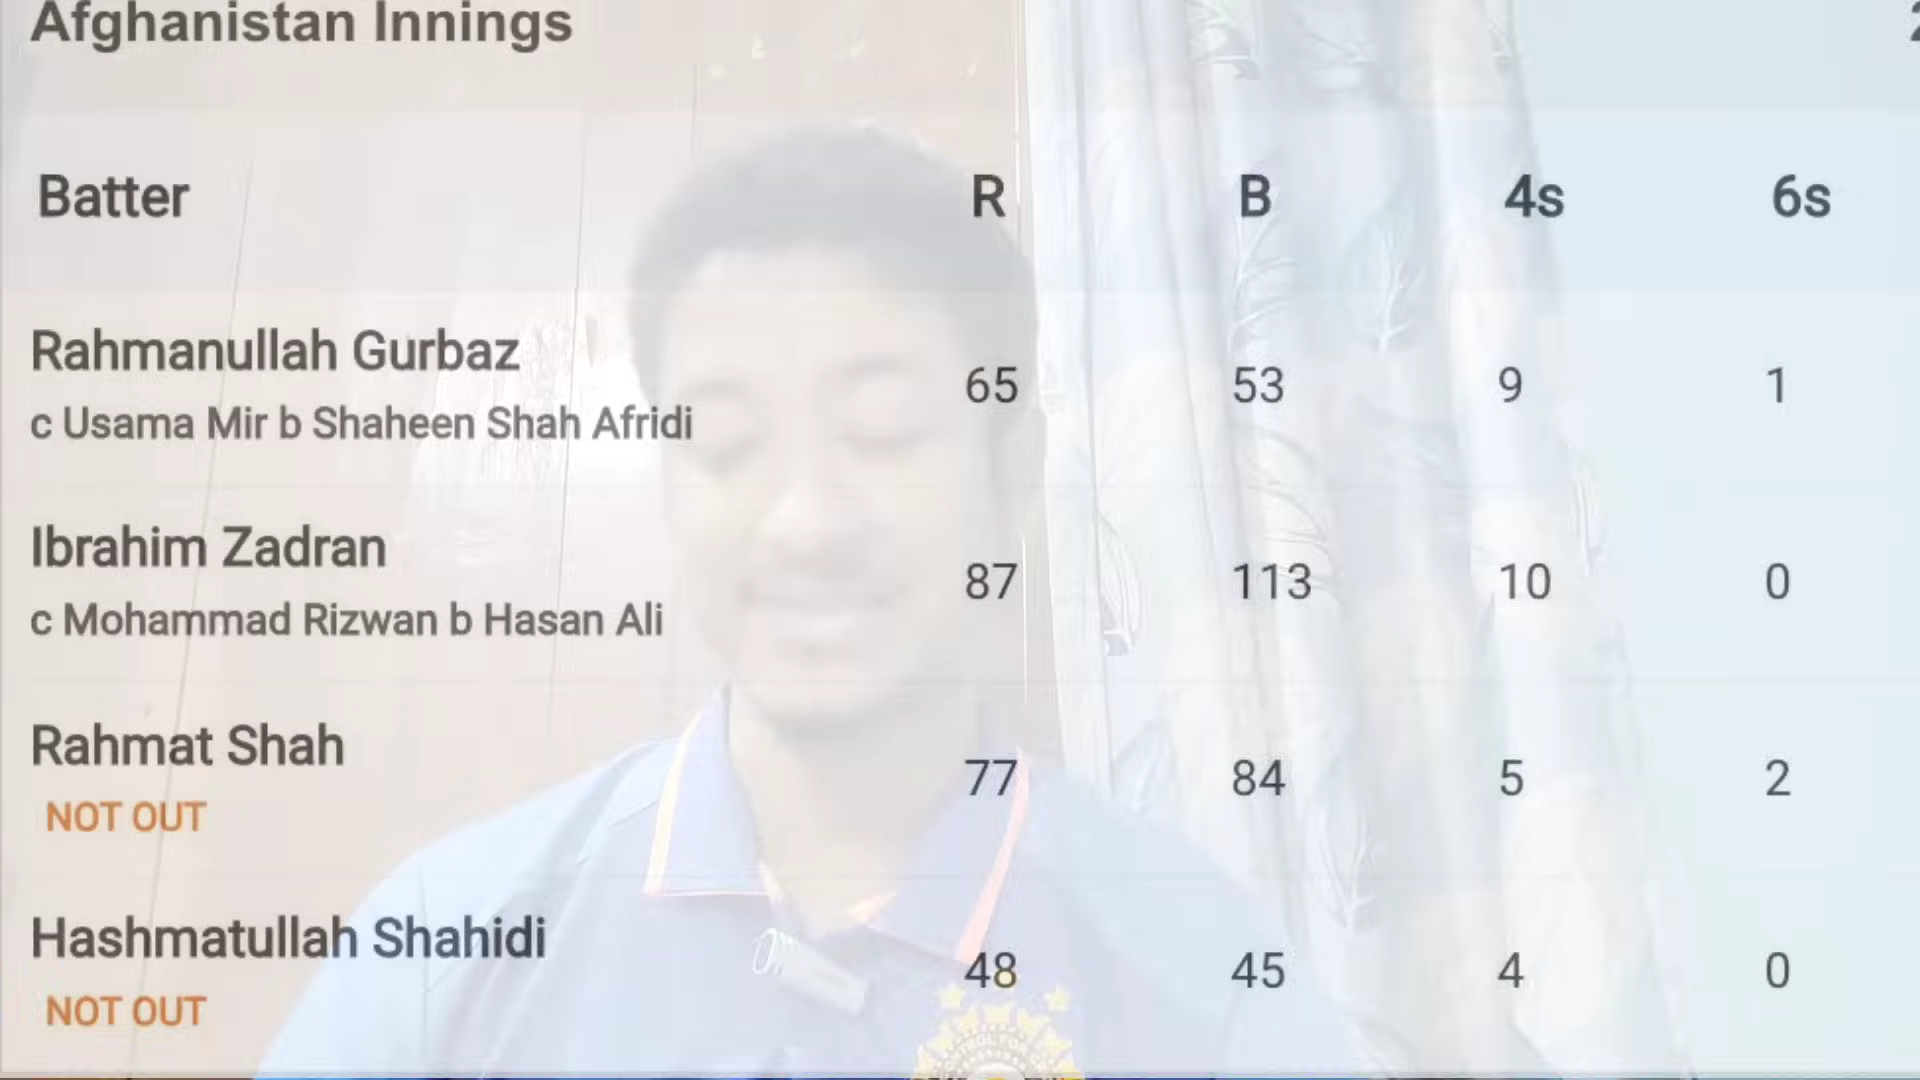 Afghanistan Innings
Batter R B 4s 6s
Rahmanullah Gurbaz
c Usama Mir b Shaheen Shah Afridi
65 53 9 1
Ibrahim Zadran
c Mohammad Rizwan b Hasan Ali
87 113 10 0
Rahmat Shah
NOT OUT
77 84 5 2
Hashmatullah Shahidi
NOT OUT
48 45 4 0